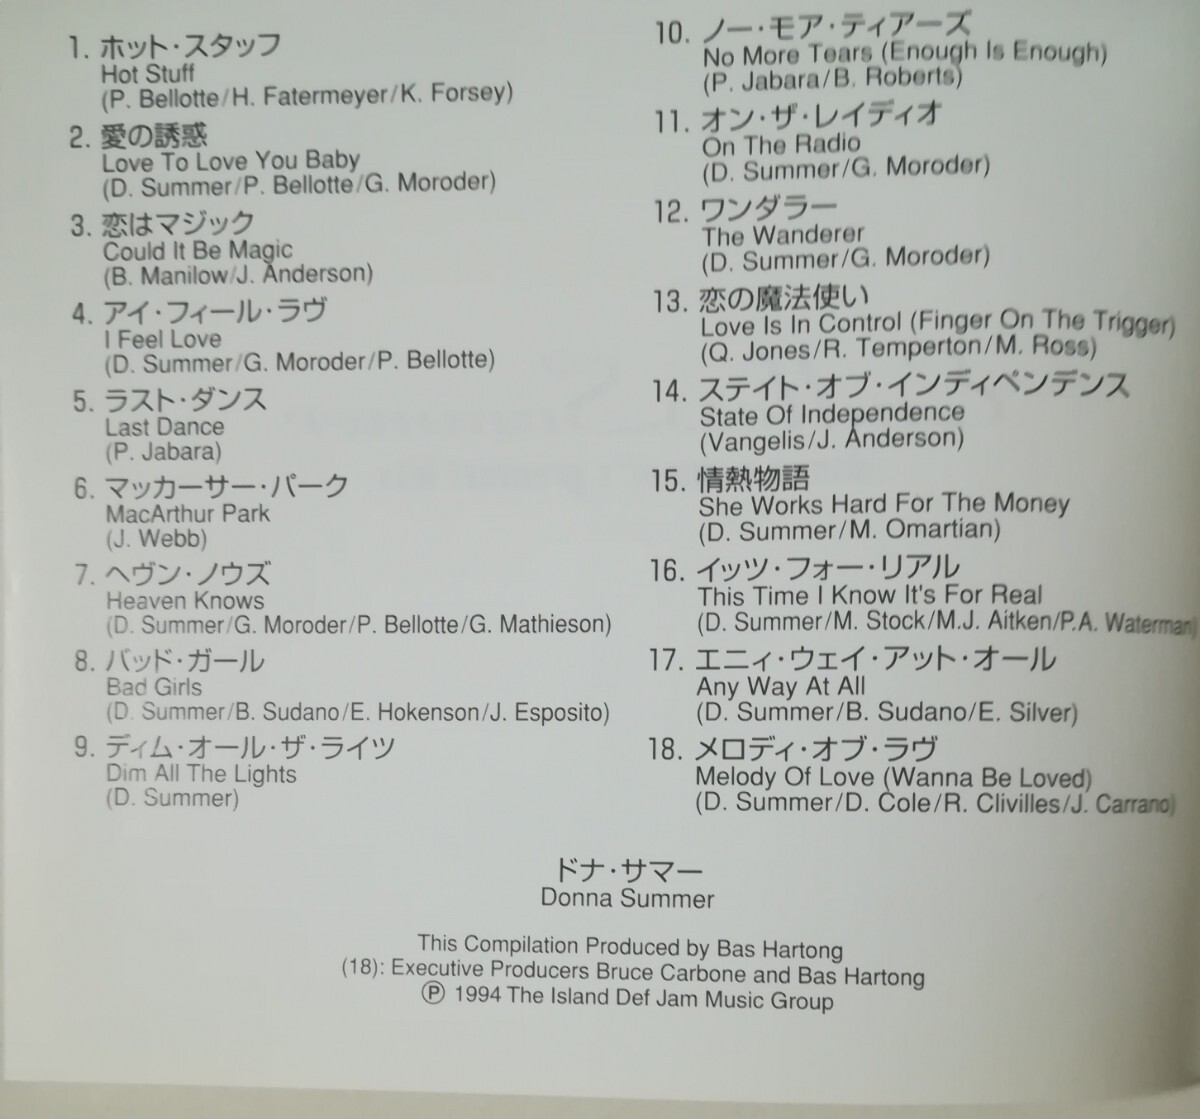 1. ホット・スタッフ
Hot Stuff
(P. Bellotte/H. Fatermeyer/K. Forsey)
2. 愛の誘惑
Love To Love You Baby
(D. Summer/P. Bellotte/G. Moroder)
3. 恋はマジック
Could It Be Magic
(B. Manilow/J. Anderson)
4. アイ・フィール・ラヴ
I Feel Love
(D. Summer/G. Moroder/P. Bellotte)
5. ラスト・ダンス
Last Dance
(P. Jabara)
6. マッカーサー・パーク
MacArthur Park
(J. Webb)
7. ヘヴン・ノウズ
Heaven Knows
(D. Summer/G. Moroder/P. Bellotte/G. Mathieson)
8. バッド・ガール
Bad Girls
(D. Summer/B. Sudano/E. Hokenson/J. Esposito)
9. ディム・オール・ザ・ライツ
Dim All The Lights
(D. Summer)
10. ノー・モア・ティアーズ
No More Tears (Enough Is Enough)
(P. Jabara/B. Roberts)
11. オン・ザ・レイディオ
On The Radio
(D. Summer/G. Moroder)
12. ワンダラー
The Wanderer
(D. Summer/G. Moroder)
13. 恋の魔法使い
Love Is In Control (Finger On The Trigger)
(Q. Jones/R. Temperton/M. Ross)
14. ステイト・オブ・インディペンデンス
State Of Independence
(Vangelis/J. Anderson)
15. 情熱物語
She Works Hard For The Money
(D. Summer/M. Omartian)
16. イッツ・フォー・リアル
This Time I Know It's For Real
(D. Summer/M. Stock/M.J. Aitken/P.A. Waterman)
17. エニィ・ウェイ・アット・オール
Any Way At All
(D. Summer/B. Sudano/E. Silver)
18. メロディ・オブ・ラヴ
Melody Of Love (Wanna Be Loved)
(D. Summer/D. Cole/R. Clivilles/J. Carrano)
ドナ・サマー
Donna Summer
This Compilation Produced by Bas Hartong
(18): Executive Producers Bruce Carbone and Bas Hartong
Ⓟ 1994 The Island Def Jam Music Group